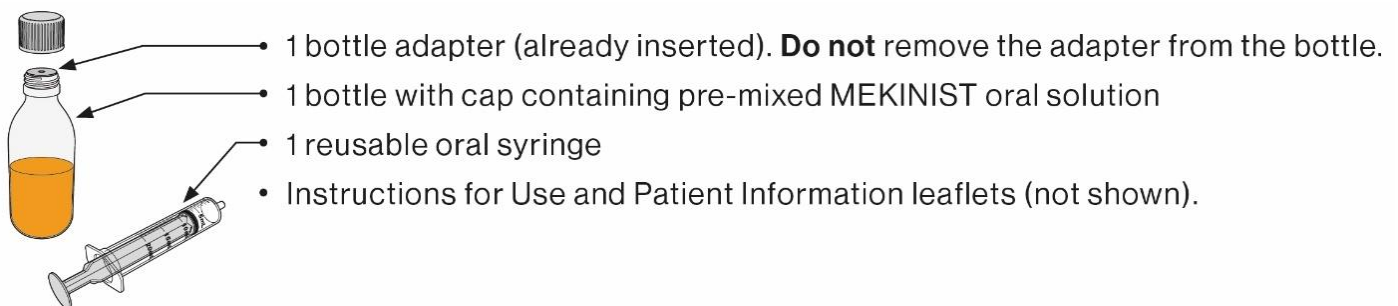 • 1 bottle adapter (already inserted). Do not remove the adapter from the bottle.
• 1 bottle with cap containing pre-mixed MEKINIST oral solution
• 1 reusable oral syringe
• Instructions for Use and Patient Information leaflets (not shown).